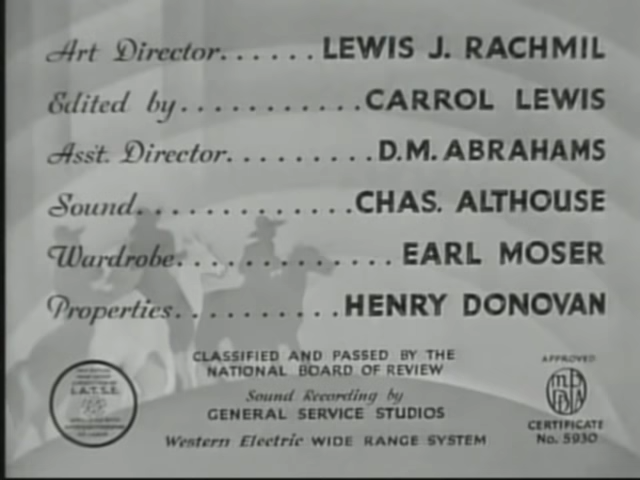 Art Director......LEWIS J. RACHMIL
Edited by...........CARROL LEWIS
Ass't. Director.........D.M. ABRAHAMS
Sound.............CHAS. ALTHOUSE
Wardrobe.............EARL MOSER
Properties..........HENRY DONOVAN
CLASSIFIED AND PASSED BY THE
NATIONAL BOARD OF REVIEW
Sound Recording by
GENERAL SERVICE STUDIOS
Western Electric WIDE RANGE SYSTEM
I.A.T.S.E.
APPROVED
MPPDA
CERTIFICATE
No. 5930